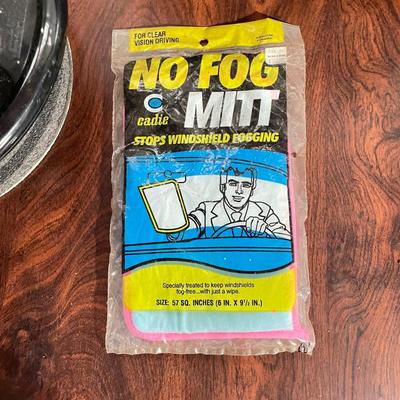 FOR CLEAR
VISION DRIVING.
NO FOG
cadie
MITT
STOPS WINDSHIELD FOGGING
Specially treated to keep windshields
fog-free...with just a wipe.
SIZE: 57 SQ. INCHES (6 IN. X 9½ IN.)